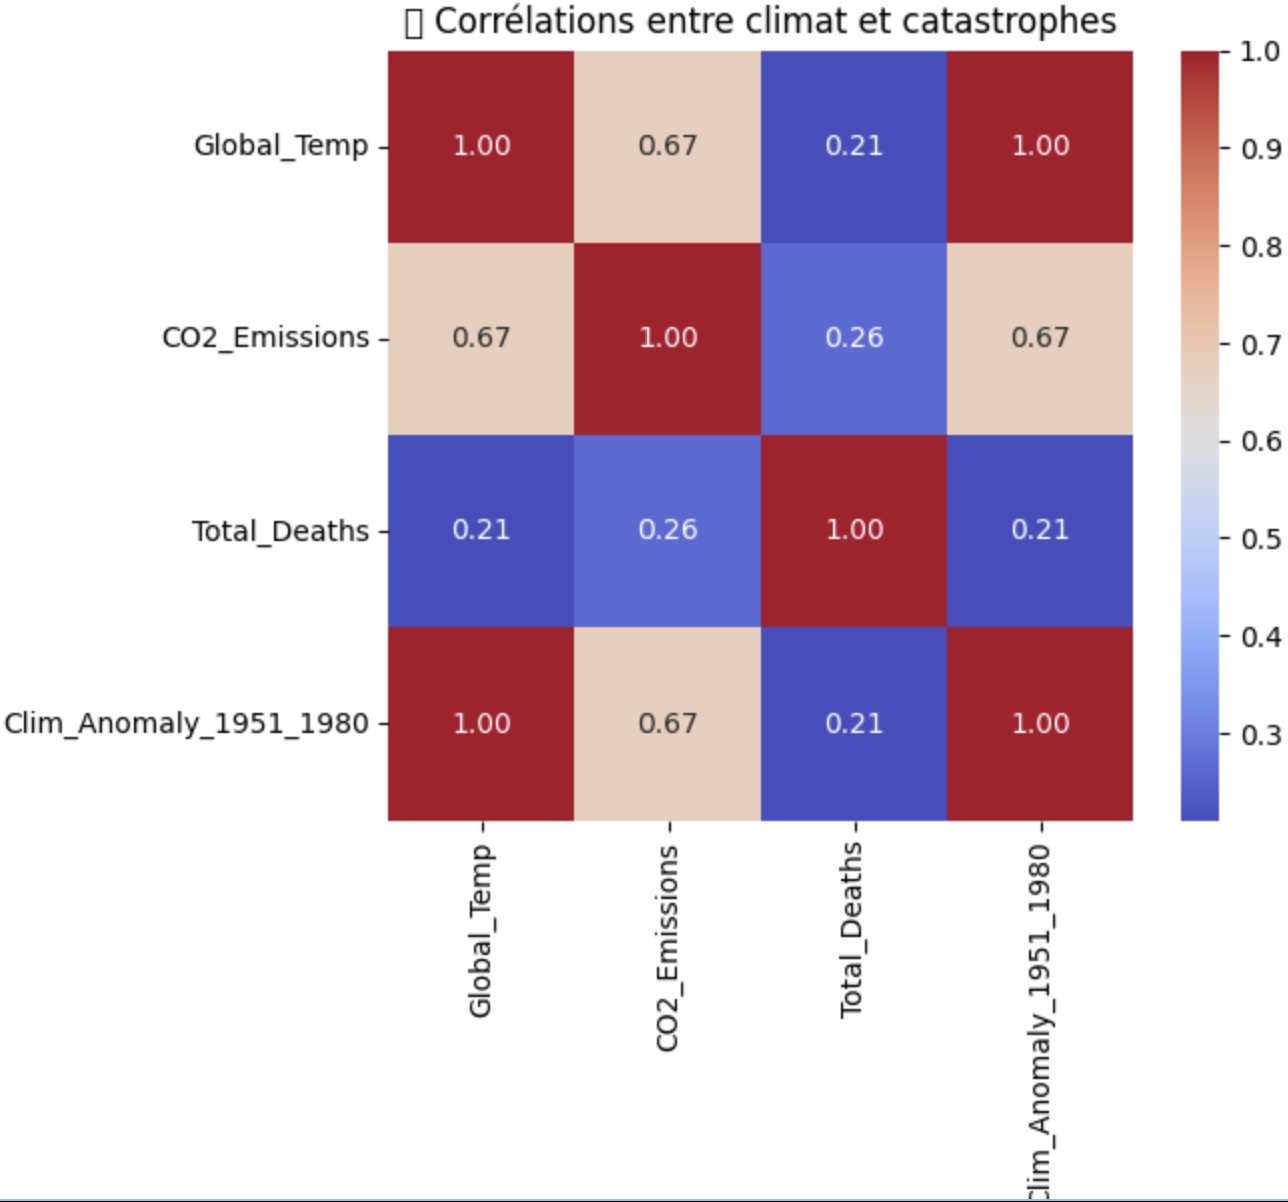 Corrélations entre climat et catastrophes
1.0
Global_Temp 1.00 0.67 0.21 1.00
0.9
0.8
CO2_Emissions 0.67 1.00 0.26 0.67
0.7
0.6
Total_Deaths 0.21 0.26 1.00 0.21
0.5
0.4
Clim_Anomaly_1951_1980 1.00 0.67 0.21 1.00
0.3
Global_Temp
CO2_Emissions
Total_Deaths
Clim_Anomaly_1951_1980